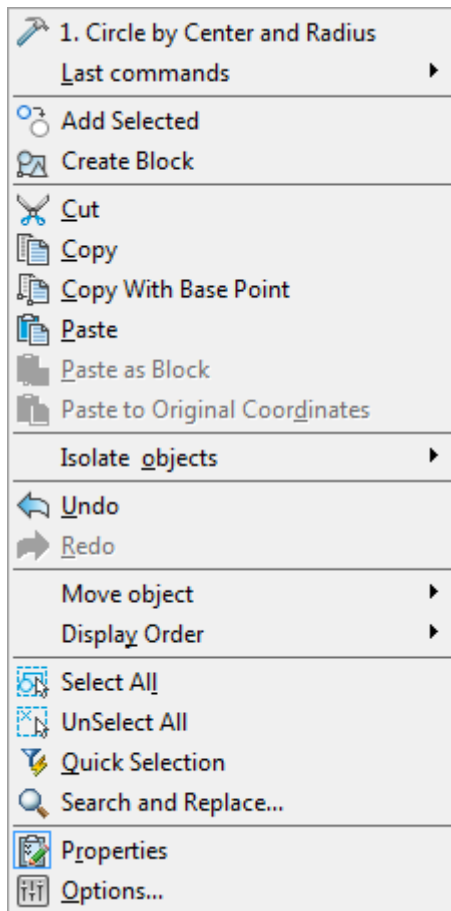 1. Circle by Center and Radius
Last commands
Add Selected
Create Block
Cut
Copy
Copy With Base Point
Paste
Paste as Block
Paste to Original Coordinates
Isolate objects
Undo
Redo
Move object
Display Order
Select All
UnSelect All
Quick Selection
Search and Replace...
Properties
Options...